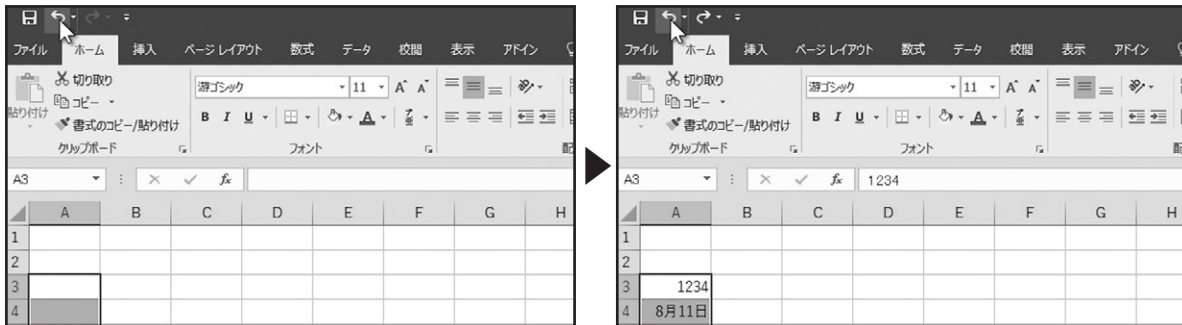 ファイル ホーム 挿入 ページ レイアウト 数式 データ 校閲 表示 アドイン
切り取り
コピー
貼り付け
書式のコピー/貼り付け
游ゴシック 11 A A
B I U A
クリップボード フォント 配
A3 fx
A B C D E F G H
1
2
3
4
ファイル ホーム 挿入 ページ レイアウト 数式 データ 校閲 表示 アドイン
切り取り
コピー
貼り付け
書式のコピー/貼り付け
游ゴシック 11 A A
B I U A
クリップボード フォント 配
A3 fx 1234
A B C D E F G H
1
2
3 1234
4 8月11日